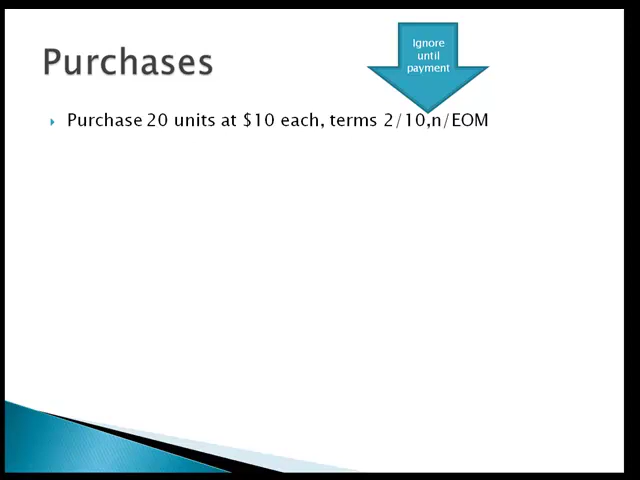 Purchases
Ignore
until
payment
Purchase 20 units at $10 each, terms 2/10,n/EOM